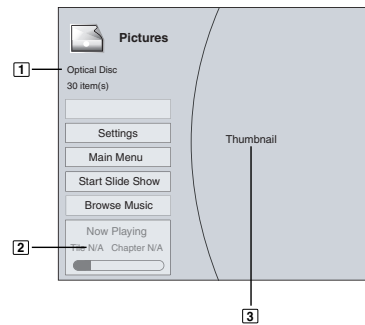 Pictures
1
Optical Disc
30 item(s)
Settings
Main Menu
Start Slide Show
Browse Music
Now Playing
2
Tile N/A Chapter N/A
Thumbnail
3